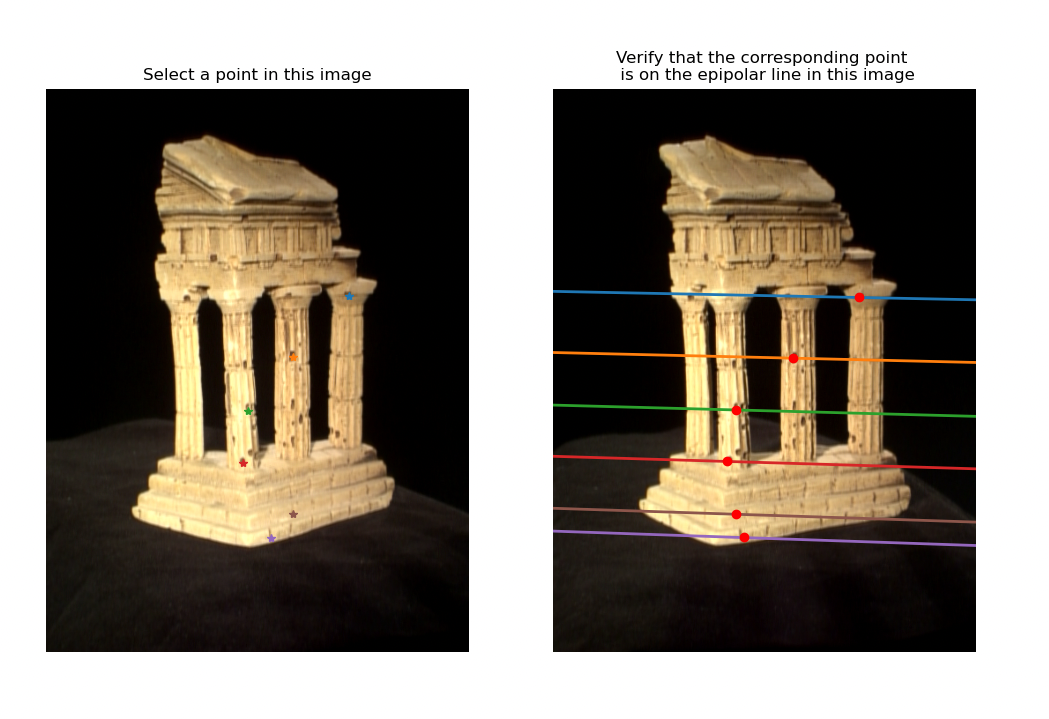 Select a point in this image
Verify that the corresponding point
is on the epipolar line in this image